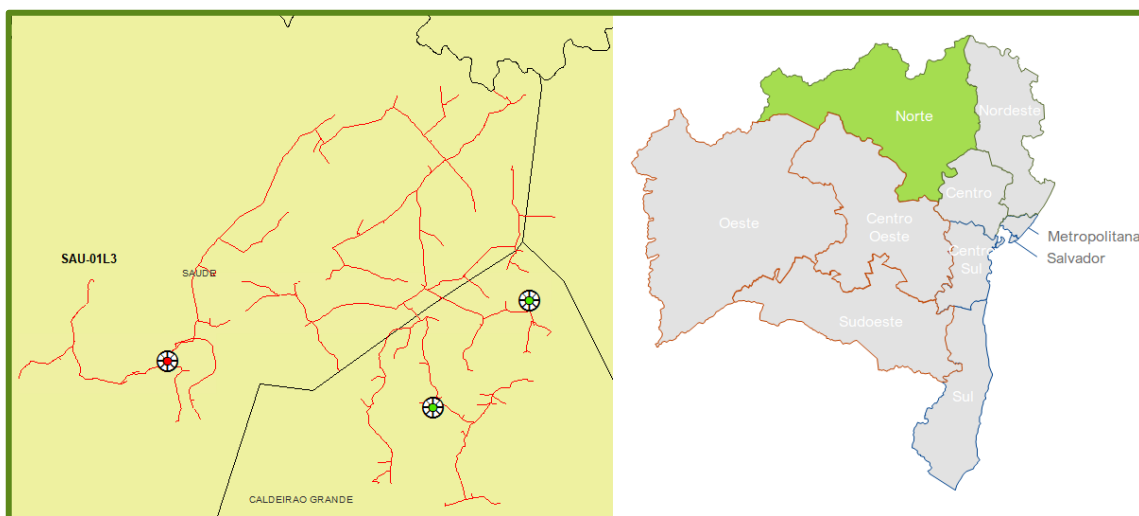 SAU-01L3
SAUDE
CALDEIRAO GRANDE
Norte
Nordeste
Centro
Oeste
Centro
Oeste
Metropolitana
Salvador
Centro
Sul
Sudoeste
Sul